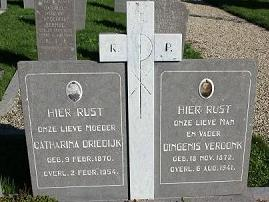 R. P.
HIER RUST
ONZE LIEVE MOEDER
CATHARINA DRIEDIJK
GEB. 9 FEBR. 1870.
OVERL. 2 FEBR. 1954.
HIER RUST
ONZE LIEVE MAN
EN VADER
DINGENIS VERDONK
GEB. 18 NOV. 1872.
OVERL. 6 AUG. 1941.